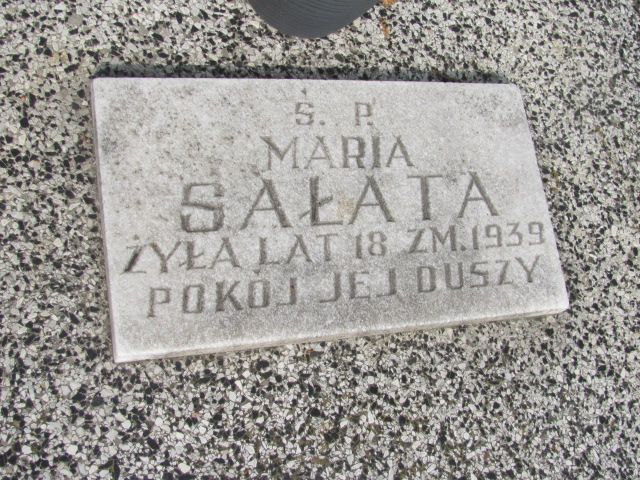 Ś. P.
MARIA
SAŁATA
ŻYŁA LAT 18 ZM. 1939
POKÓJ JEJ DUSZY